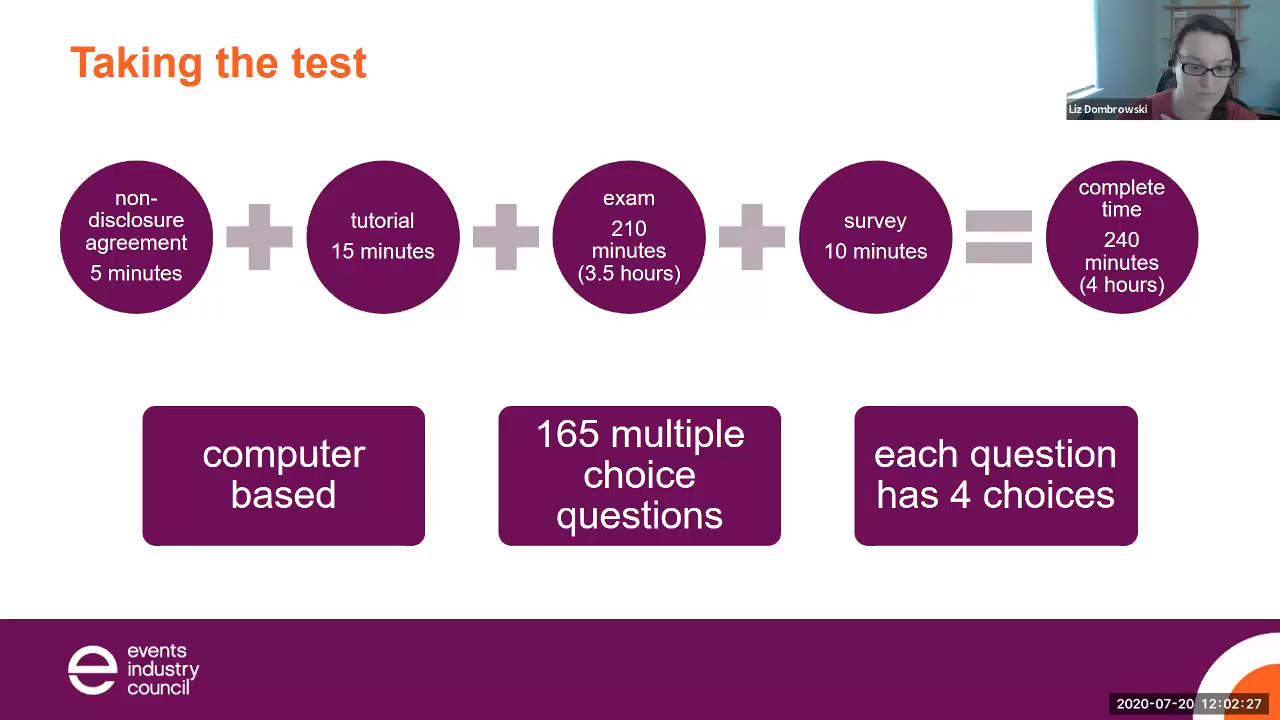 Taking the test
Liz Dombrowski
non-
disclosure
agreement
5 minutes
tutorial
15 minutes
exam
210
minutes
(3.5 hours)
survey
10 minutes
complete
time
240
minutes
(4 hours)
computer
based
165 multiple
choice
questions
each question
has 4 choices
events
industry
council
2020-07-20 12:02:27